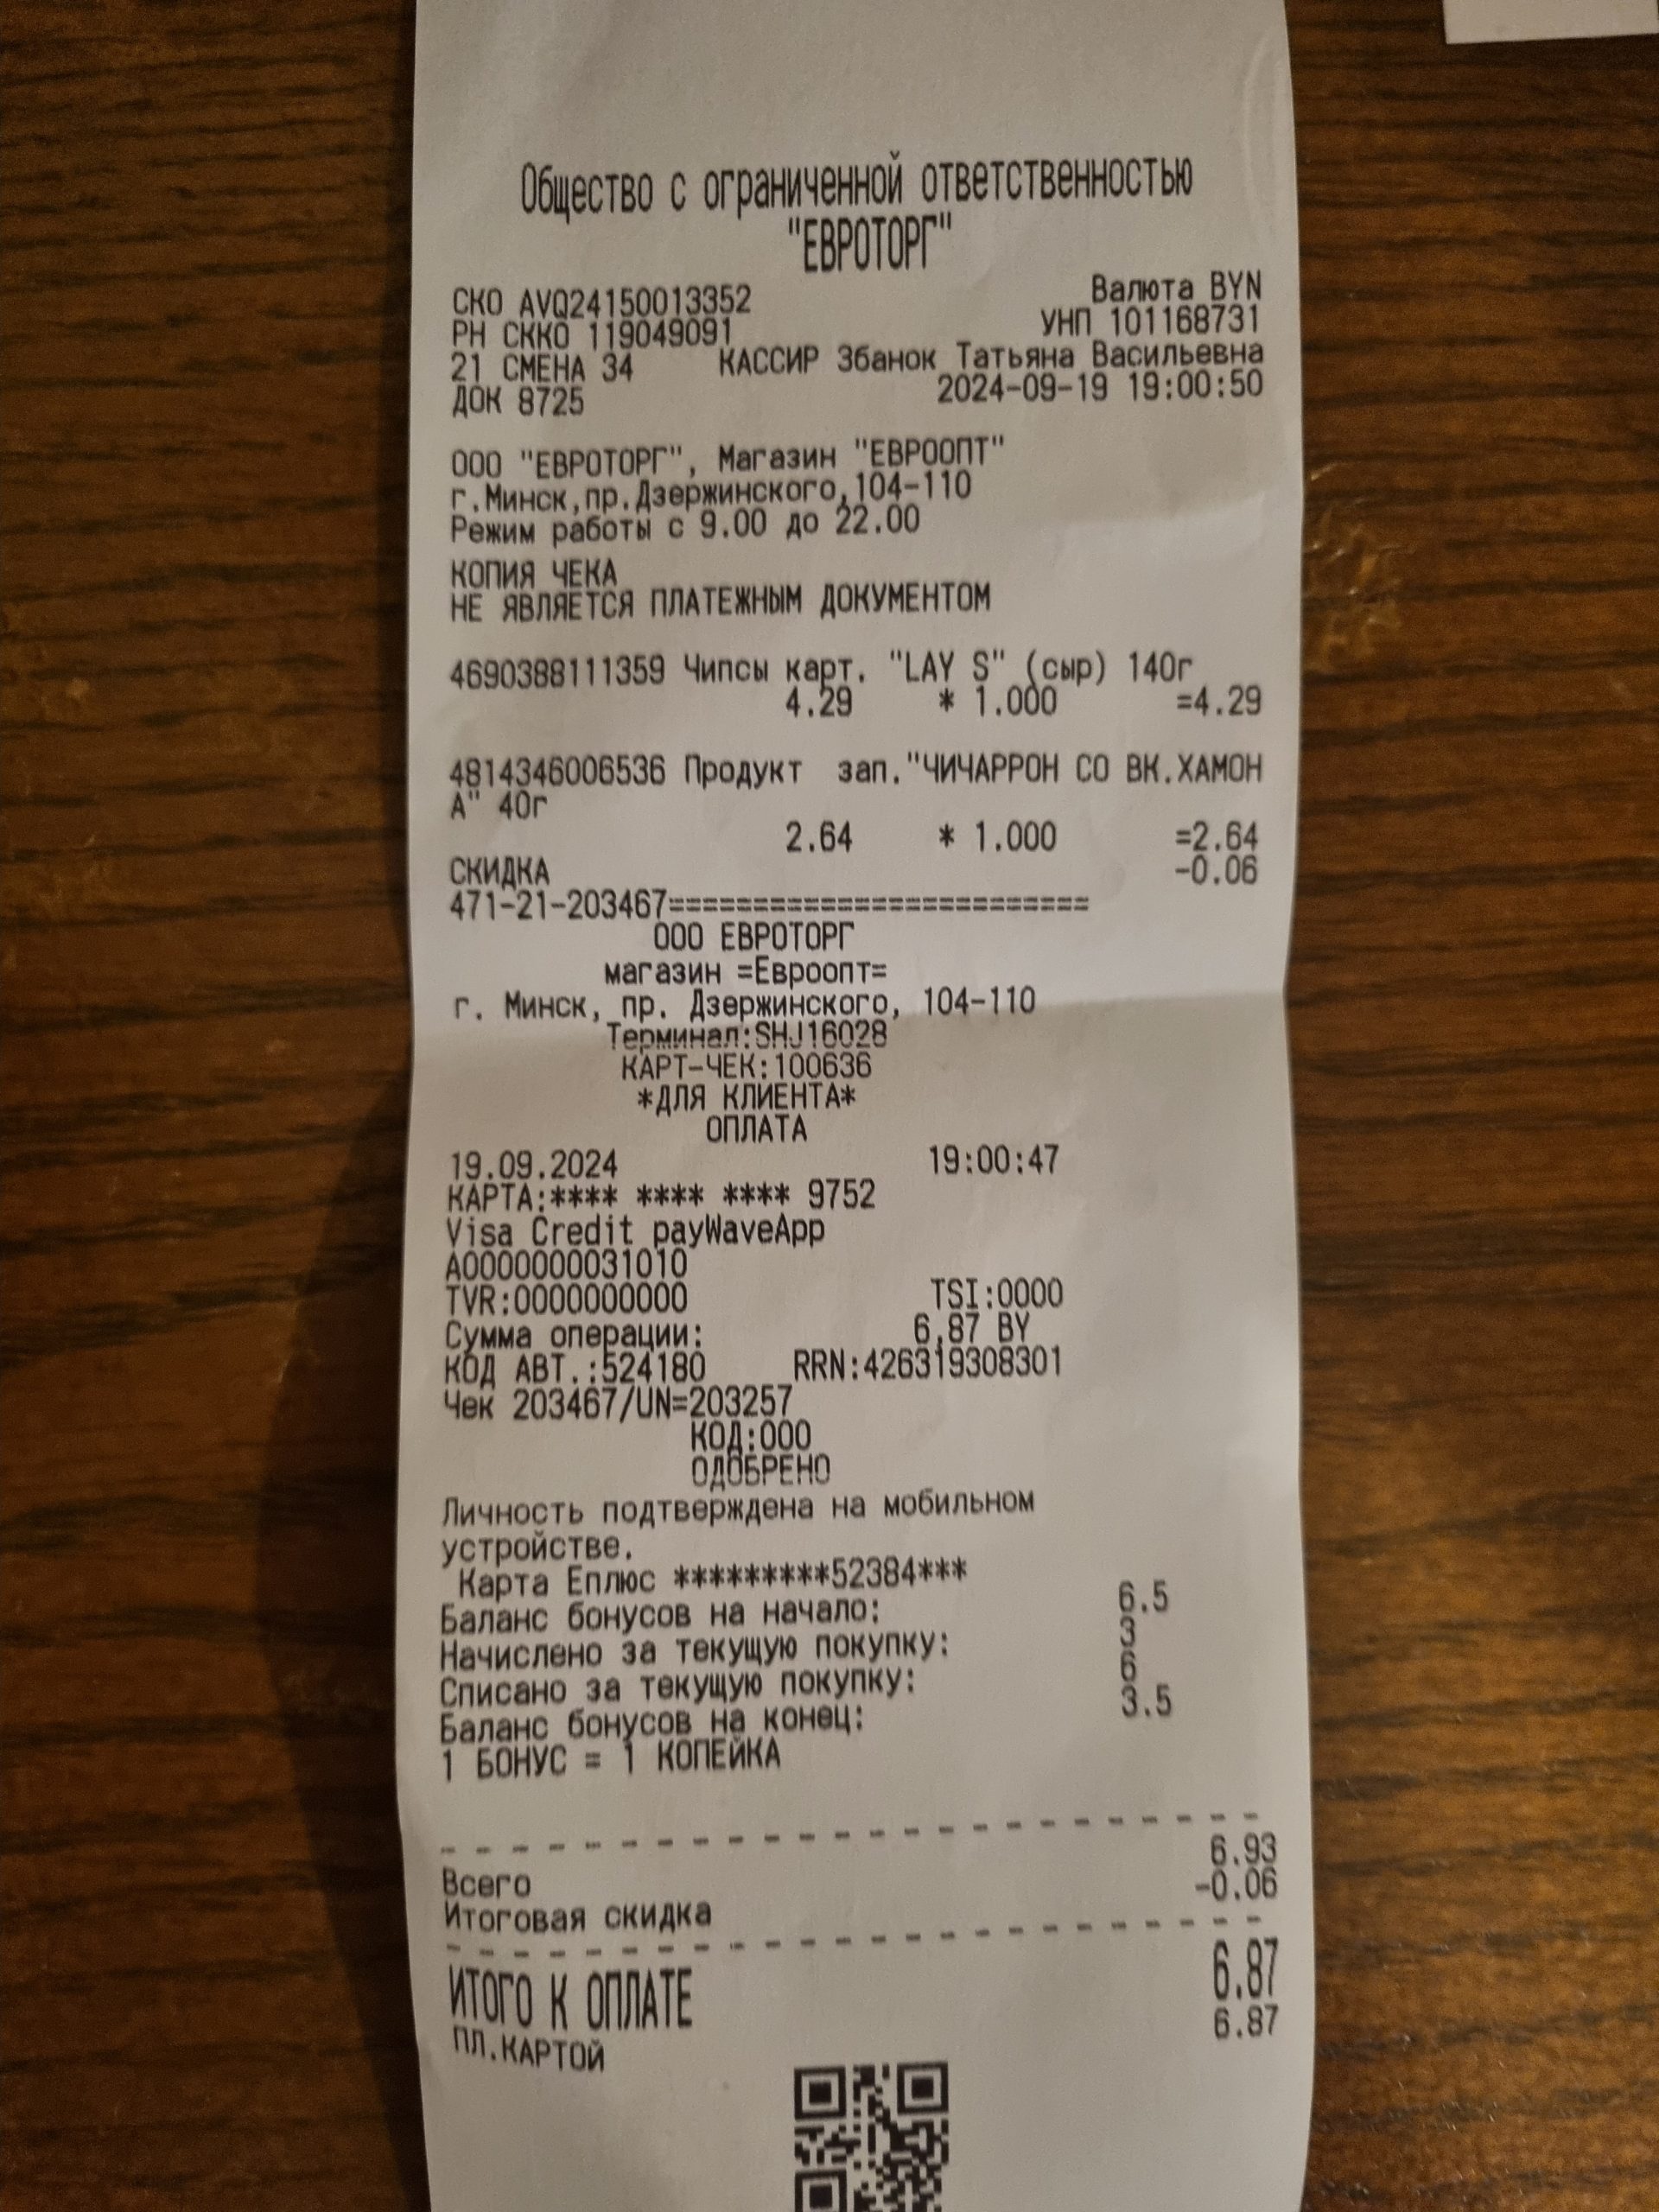 Общество с ограниченной ответственностью
"ЕВРОТОРГ"
СКО AVQ24150013352 Валюта BYN
РН СККО 119049091 УНП 101168731
21 СМЕНА 34 КАССИР Збанок Татьяна Васильевна
ДОК 8725 2024-09-19 19:00:50
ООО "ЕВРОТОРГ", Магазин "ЕВРООПТ"
г.Минск,пр.Дзержинского,104-110
Режим работы с 9.00 до 22.00
КОПИЯ ЧЕКА
НЕ ЯВЛЯЕТСЯ ПЛАТЕЖНЫМ ДОКУМЕНТОМ
4690388111359 Чипсы карт. "LAY S" (сыр) 140г
4.29 * 1.000 =4.29
4814346006536 Продукт зап."ЧИЧАРРОН СО ВК.ХАМОН
А" 40г
2.64 * 1.000 =2.64
СКИДКА -0.06
471-21-203467=========================
ООО ЕВРОТОРГ
магазин =Евроопт=
г. Минск, пр. Дзержинского, 104-110
Терминал:SHJ16028
КАРТ-ЧЕК:100636
*ДЛЯ КЛИЕНТА*
ОПЛАТА
19.09.2024 19:00:47
КАРТА:**** **** **** 9752
Visa Credit payWaveApp
A0000000031010
TVR:0000000000 TSI:0000
Сумма операции: 6,87 BY
КОД АВТ.:524180 RRN:426319308301
Чек 203467/UN=203257
КОД:000
ОДОБРЕНО
Личность подтверждена на мобильном
устройстве.
Карта Еплюс *********52384***
Баланс бонусов на начало: 6.5
Начислено за текущую покупку: 3
Списано за текущую покупку: 6
Баланс бонусов на конец: 3.5
1 БОНУС = 1 КОПЕЙКА
Всего 6.93
Итоговая скидка -0.06
ИТОГО К ОПЛАТЕ 6.87
ПЛ.КАРТОЙ 6.87